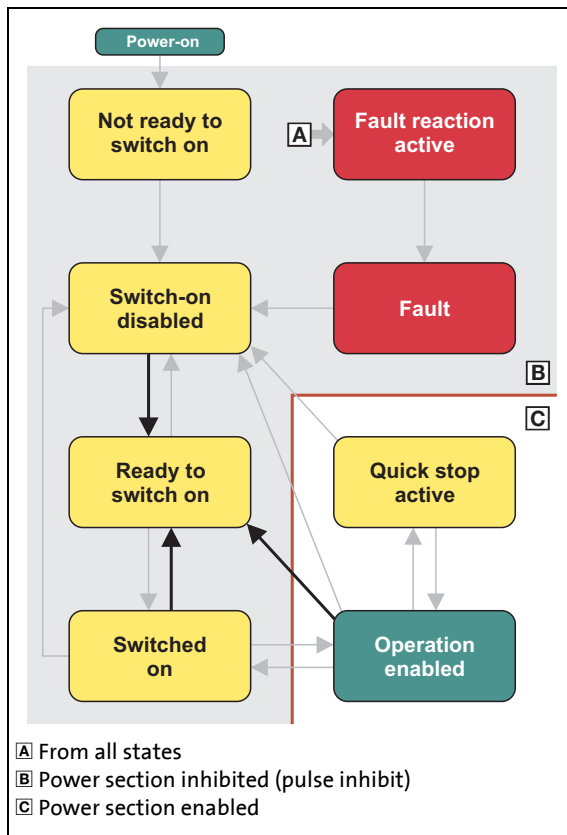 Power-on
Not ready to
switch on
A
Fault reaction
active
Switch-on
disabled
Fault
B
C
Ready to
switch on
Quick stop
active
Switched
on
Operation
enabled
A From all states
B Power section inhibited (pulse inhibit)
C Power section enabled